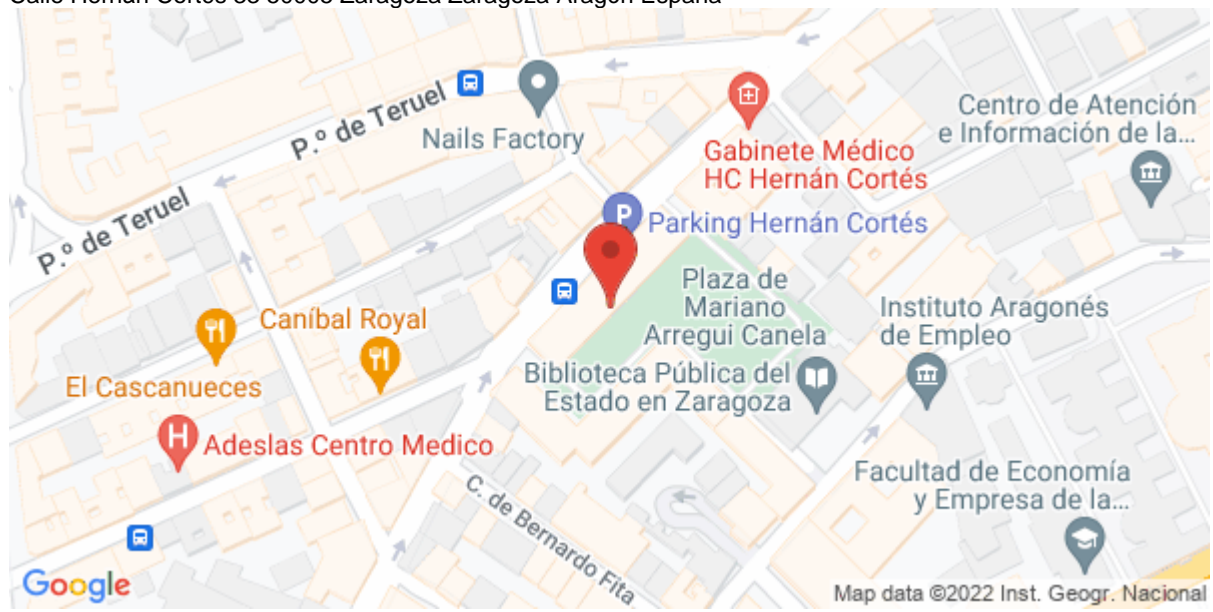 P.º de Teruel
Nails Factory
Gabinete Médico
HC Hernán Cortés
Centro de Atención
e Información de la...
P.º de Teruel
P
Parking Hernán Cortés
Plaza de
Mariano
Arregui Canela
Instituto Aragonés
de Empleo
Caníbal Royal
El Cascanueces
Biblioteca Pública del
Estado en Zaragoza
H
Adeslas Centro Medico
Facultad de Economía
y Empresa de la...
C. de Bernardo Fita
Google
Map data ©2022 Inst. Geogr. Nacional